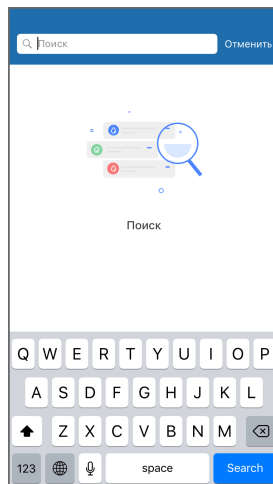 Поиск Отменить
Поиск
Q W E R T Y U I O P
A S D F G H J K L
Z X C V B N M
123 space Search